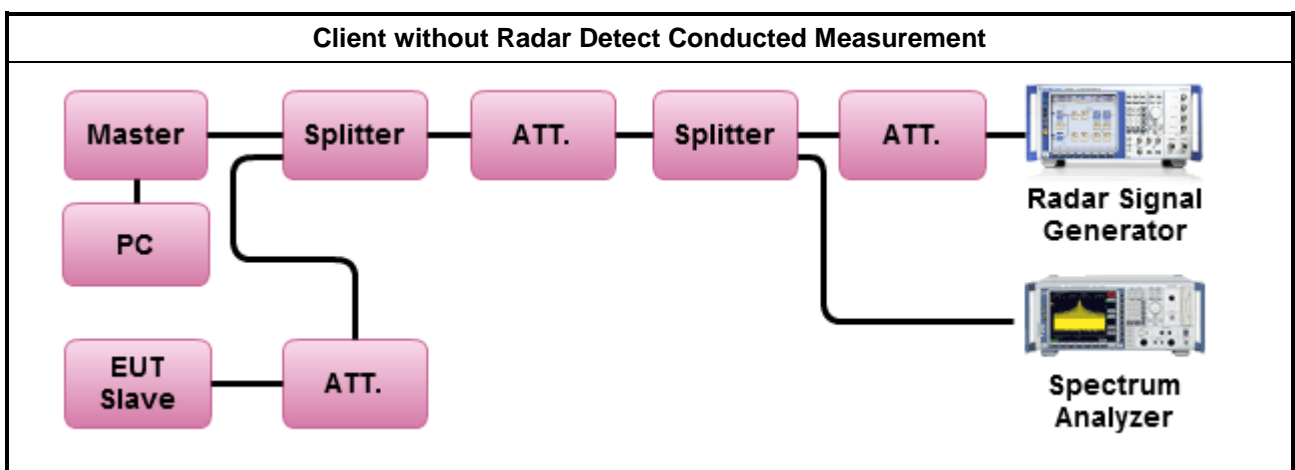 Client without Radar Detect Conducted Measurement
Master
Splitter
ATT.
Splitter
ATT.
Radar Signal
Generator
PC
EUT
Slave
ATT.
Spectrum
Analyzer